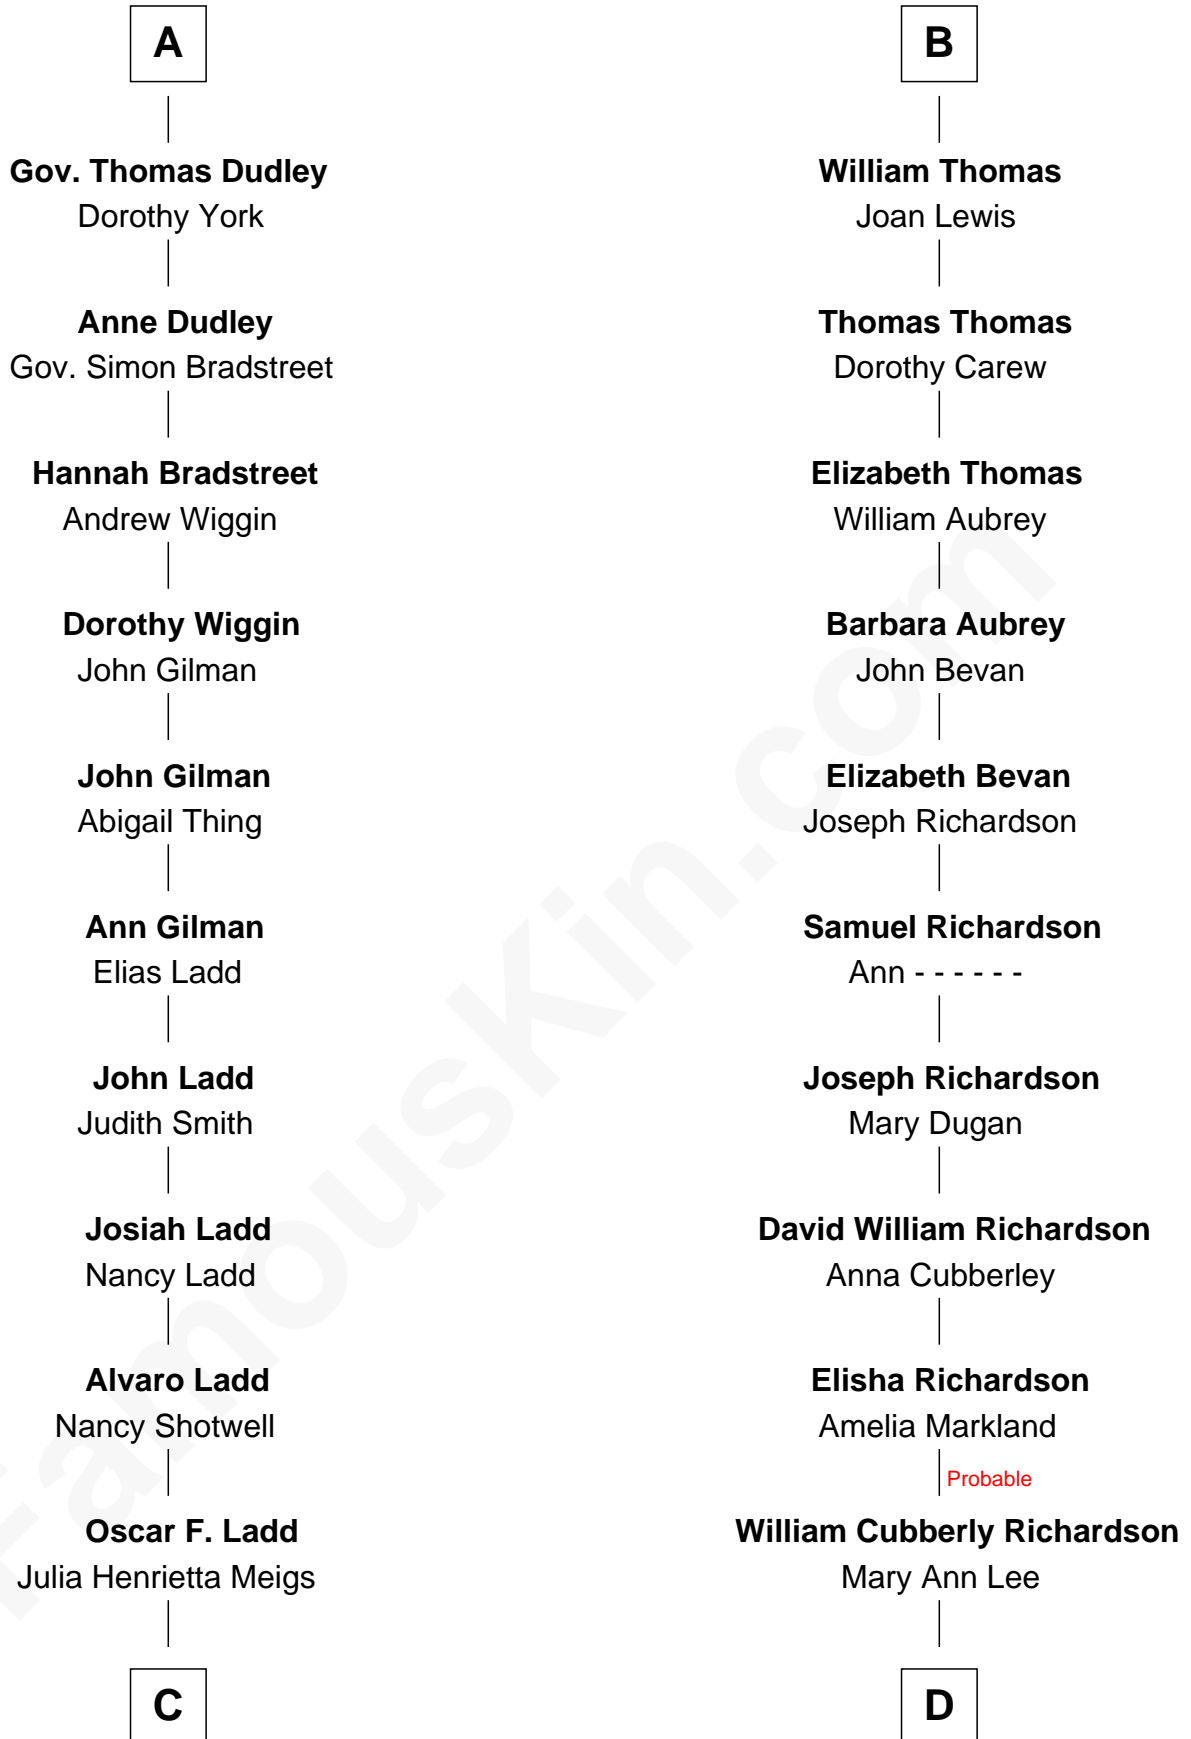 A
Gov. Thomas Dudley
Dorothy York
Anne Dudley
Gov. Simon Bradstreet
Hannah Bradstreet
Andrew Wiggin
Dorothy Wiggin
John Gilman
John Gilman
Abigail Thing
Ann Gilman
Elias Ladd
John Ladd
Judith Smith
Josiah Ladd
Nancy Ladd
Alvaro Ladd
Nancy Shotwell
Oscar F. Ladd
Julia Henrietta Meigs
C
B
William Thomas
Joan Lewis
Thomas Thomas
Dorothy Carew
Elizabeth Thomas
William Aubrey
Barbara Aubrey
John Bevan
Elizabeth Bevan
Joseph Richardson
Samuel Richardson
Ann - - - - - -
Joseph Richardson
Mary Dugan
David William Richardson
Anna Cubberley
Elisha Richardson
Amelia Markland
Probable
William Cubberly Richardson
Mary Ann Lee
D
FamousKin.com